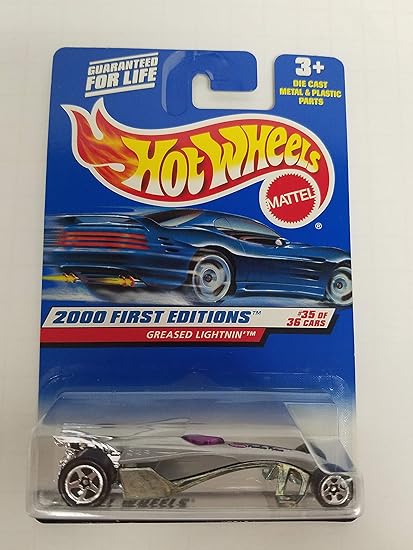 GUARANTEED
FOR LIFE
3+
DIE CAST
METAL & PLASTIC
PARTS
HOT WHEELS
MATTEL
®
2000 FIRST EDITIONS™
#35 OF
36 CARS
GREASED LIGHTNIN'™
WHEELS